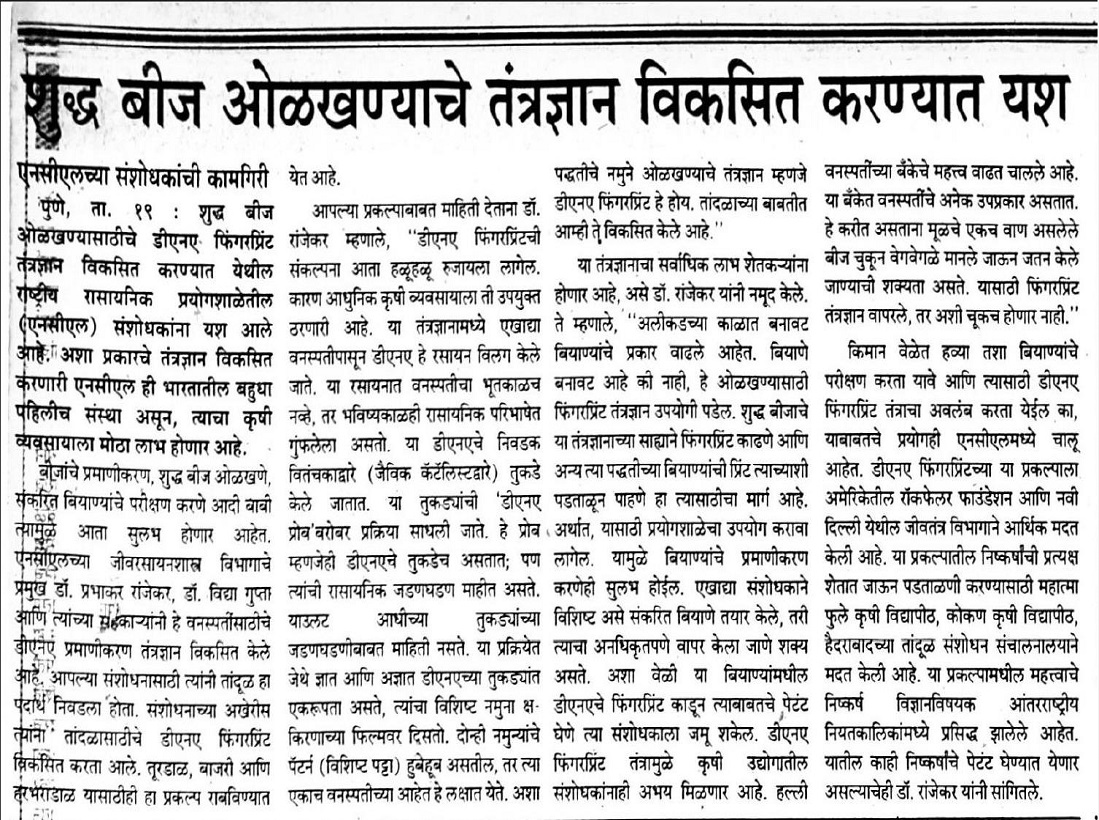 शुद्ध बीज ओळखण्याचे तंत्रज्ञान विकसित करण्यात यश
एनसीएलच्या संशोधकांची कामगिरी
पुणे, ता. १९ : शुद्ध बीज
ओळखण्यासाठीचे डीएनए फिंगरप्रिंट
तंत्रज्ञान विकसित करण्यात येथील
राष्ट्रीय रासायनिक प्रयोगशाळेतील
(एनसीएल) संशोधकांना यश आले
आहे. अशा प्रकारचे तंत्रज्ञान विकसित
करणारी एनसीएल ही भारतातील बहुधा
पहिलीच संस्था असून, त्याचा कृषी
व्यवसायाला मोठा लाभ होणार आहे.
बीजांचे प्रमाणीकरण, शुद्ध बीज ओळखणे,
संकरित बियाण्यांचे परीक्षण करणे आदी बाबी
त्यामुळे आता सुलभ होणार आहेत.
एनसीएलच्या जीवरसायनशास्त्र विभागाचे
प्रमुख डॉ. प्रभाकर रांजेकर, डॉ. विद्या गुप्ता
आणि त्यांच्या सहकाऱ्यांनी हे वनस्पतींसाठीचे
डीएनए प्रमाणीकरण तंत्रज्ञान विकसित केले
आहे. आपल्या संशोधनासाठी त्यांनी तांदूळ हा
पदार्थ निवडला होता. संशोधनाच्या अखेरीस
त्यांना तांदळासाठीचे डीएनए फिंगरप्रिंट
विकसित करता आले. तूरडाळ, बाजरी आणि
हरभराडाळ यासाठीही हा प्रकल्प राबविण्यात
येत आहे.
आपल्या प्रकल्पाबाबत माहिती देताना डॉ.
रांजेकर म्हणाले, ‘‘डीएनए फिंगरप्रिंटची
संकल्पना आता हळूहळू रुजायला लागेल.
कारण आधुनिक कृषी व्यवसायाला ती उपयुक्त
ठरणारी आहे. या तंत्रज्ञानामध्ये एखाद्या
वनस्पतीपासून डीएनए हे रसायन विलग केले
जाते. या रसायनात वनस्पतीचा भूतकाळच
नव्हे, तर भविष्यकाळही रासायनिक परिभाषेत
गुंफलेला असतो. या डीएनएचे निवडक
वितंचकाद्वारे (जैविक कॅटॅलिस्टद्वारे) तुकडे
केले जातात. या तुकड्यांची ‘डीएनए
प्रोब’बरोबर प्रक्रिया साधली जाते. हे प्रोब
म्हणजेही डीएनएचे तुकडेच असतात; पण
त्यांची रासायनिक जडणघडण माहीत असते.
याउलट आधीच्या तुकड्यांच्या
जडणघडणीबाबत माहिती नसते. या प्रक्रियेत
जेथे ज्ञात आणि अज्ञात डीएनएच्या तुकड्यांत
एकरूपता असते, त्यांचा विशिष्ट नमुना क्ष-
किरणाच्या फिल्मवर दिसतो. दोन्ही नमुन्यांचे
पॅटर्न (विशिष्ट पट्टा) हुबेहूब असतील, तर त्या
एकाच वनस्पतीच्या आहेत हे लक्षात येते. अशा
पद्धतीचे नमुने ओळखण्याचे तंत्रज्ञान म्हणजे
डीएनए फिंगरप्रिंट हे होय. तांदळाच्या बाबतीत
आम्ही ते विकसित केले आहे.’’
या तंत्रज्ञानाचा सर्वाधिक लाभ शेतकऱ्यांना
होणार आहे, असे डॉ. रांजेकर यांनी नमूद केले.
ते म्हणाले, ‘‘अलीकडच्या काळात बनावट
बियाण्यांचे प्रकार वाढले आहेत. बियाणे
बनावट आहे की नाही, हे ओळखण्यासाठी
फिंगरप्रिंट तंत्रज्ञान उपयोगी पडेल. शुद्ध बीजाचे
या तंत्रज्ञानाच्या साह्याने फिंगरप्रिंट काढणे आणि
अन्य त्या पद्धतीच्या बियाण्यांची प्रिंट त्याच्याशी
पडताळून पाहणे हा त्यासाठीचा मार्ग आहे.
अर्थात, यासाठी प्रयोगशाळेचा उपयोग करावा
लागेल. यामुळे बियाण्यांचे प्रमाणीकरण
करणेही सुलभ होईल. एखाद्या संशोधकाने
विशिष्ट असे संकरित बियाणे तयार केले, तरी
त्याचा अनधिकृतपणे वापर केला जाणे शक्य
असते. अशा वेळी या बियाण्यांमधील
डीएनएचे फिंगरप्रिंट काढून त्याबाबतचे पेटंट
घेणे त्या संशोधकाला जमू शकेल. डीएनए
फिंगरप्रिंट तंत्रामुळे कृषी उद्योगातील
संशोधकांनाही अभय मिळणार आहे. हल्ली
वनस्पतींच्या बँकेचे महत्त्व वाढत चालले आहे.
या बँकेत वनस्पतींचे अनेक उपप्रकार असतात.
हे करीत असताना मूळचे एकच वाण असलेले
बीज चुकून वेगवेगळे मानले जाऊन जतन केले
जाण्याची शक्यता असते. यासाठी फिंगरप्रिंट
तंत्रज्ञान वापरले, तर अशी चूकच होणार नाही.’’
किमान वेळेत हव्या तशा बियाण्यांचे
परीक्षण करता यावे आणि त्यासाठी डीएनए
फिंगरप्रिंट तंत्राचा अवलंब करता येईल का,
याबाबतचे प्रयोगही एनसीएलमध्ये चालू
आहेत. डीएनए फिंगरप्रिंटच्या या प्रकल्पाला
अमेरिकेतील रॉकफेलर फाउंडेशन आणि नवी
दिल्ली येथील जीवतंत्र विभागाने आर्थिक मदत
केली आहे. या प्रकल्पातील निष्कर्षांची प्रत्यक्ष
शेतात जाऊन पडताळणी करण्यासाठी महात्मा
फुले कृषी विद्यापीठ, कोकण कृषी विद्यापीठ,
हैदराबादच्या तांदूळ संशोधन संचालनालयाने
मदत केली आहे. या प्रकल्पामधील महत्त्वाचे
निष्कर्ष विज्ञानविषयक आंतरराष्ट्रीय
नियतकालिकांमध्ये प्रसिद्ध झालेले आहेत.
यातील काही निष्कर्षांचे पेटंट घेण्यात येणार
असल्याचेही डॉ. रांजेकर यांनी सांगितले.